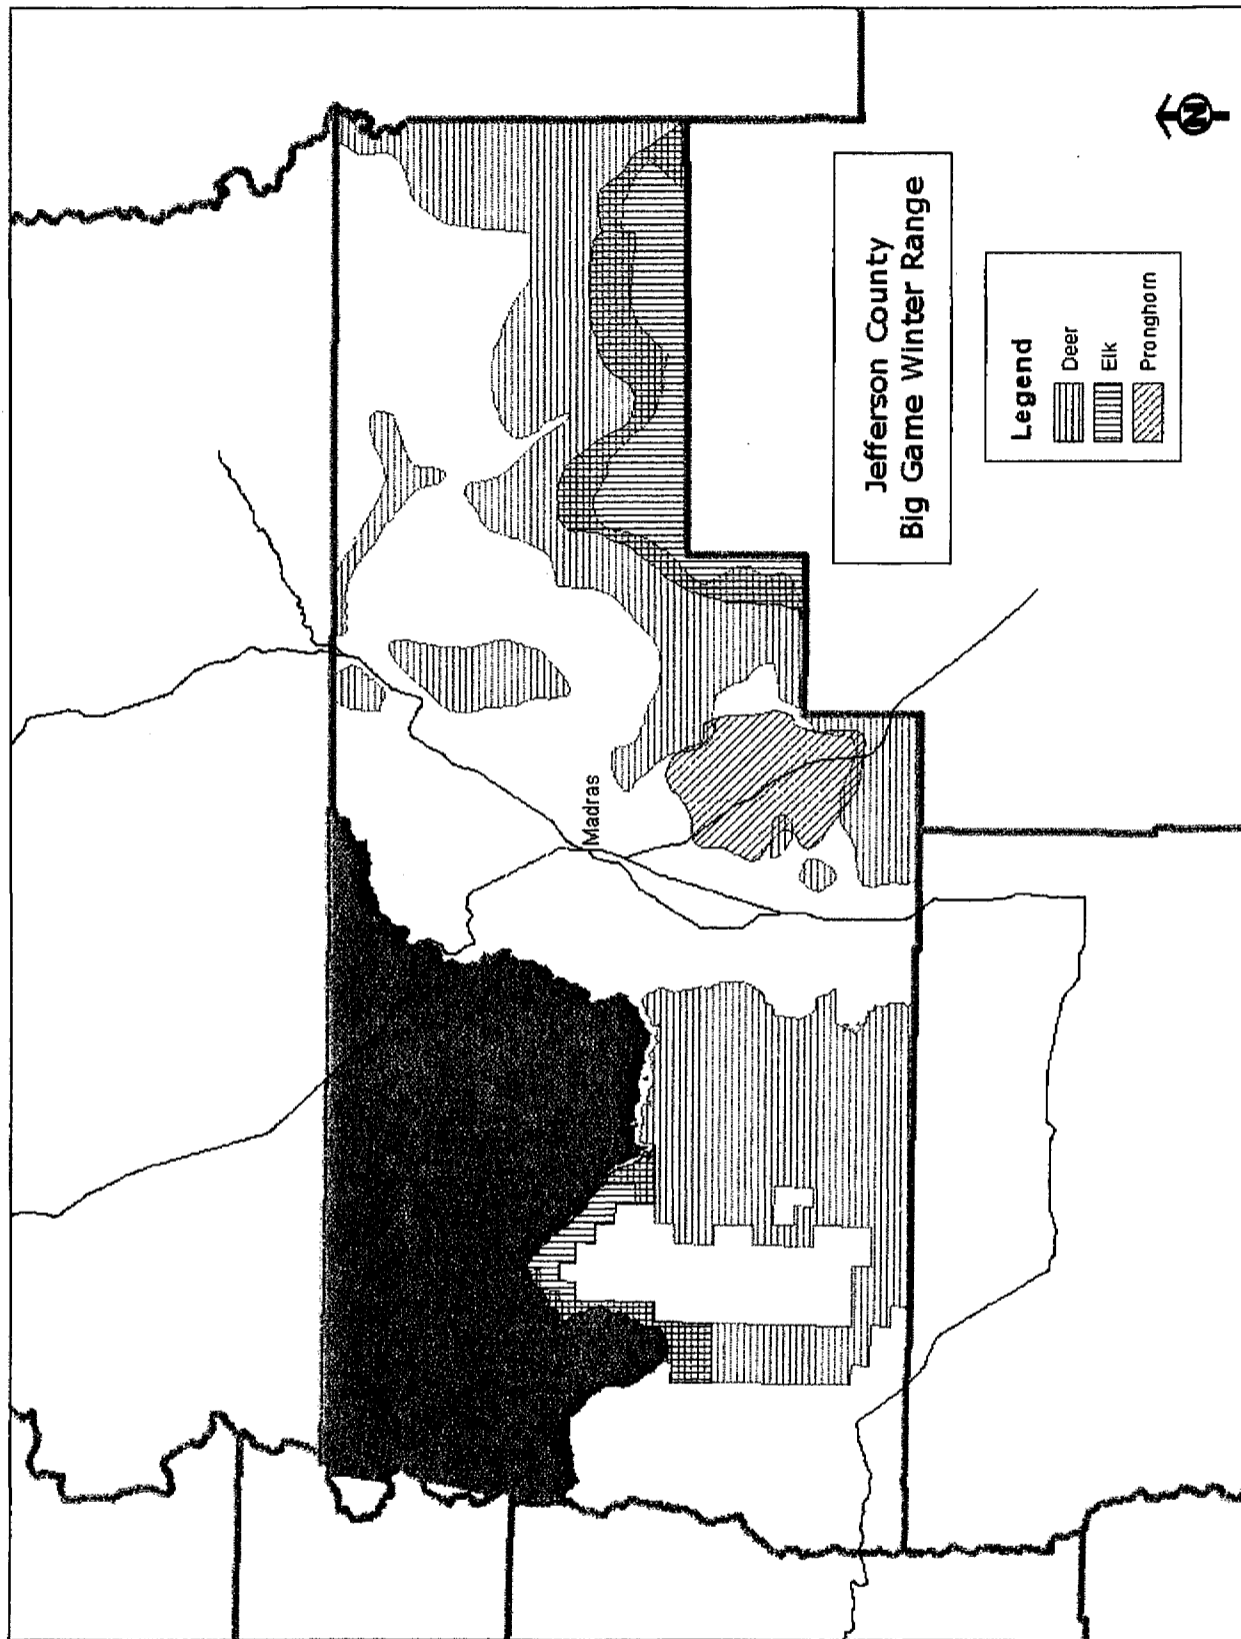 Madras
Jefferson County
Big Game Winter Range
Legend
Deer
Elk
Pronghorn
N